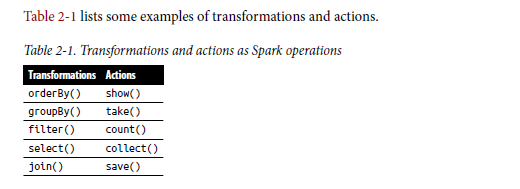 Table 2-1 lists some examples of transformations and actions.
Table 2-1. Transformations and actions as Spark operations
Transformations Actions
orderBy() show()
groupBy() take()
filter() count()
select() collect()
join() save()